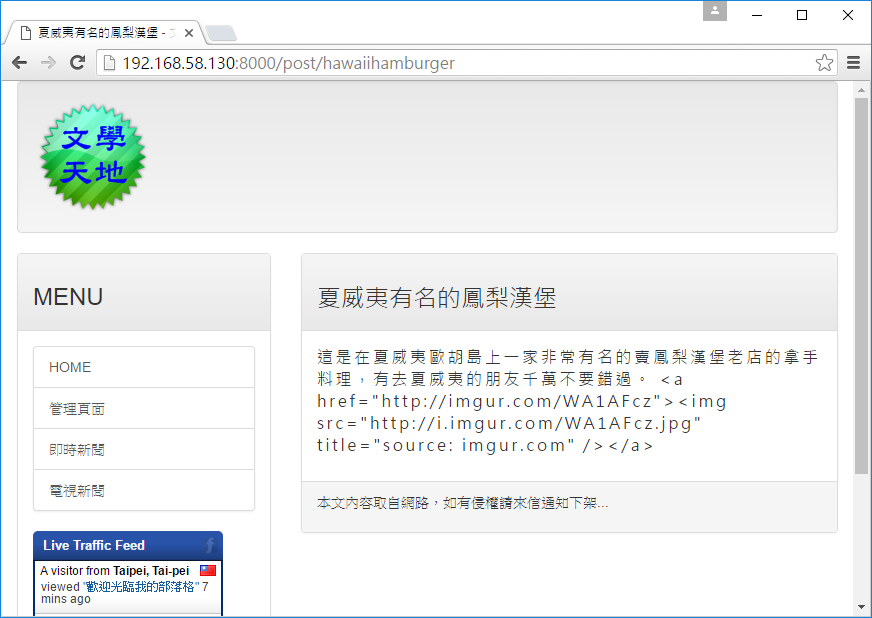 夏威夷有名的鳳梨漢堡 - 
192.168.58.130:8000/post/hawaiihamburger
文學
天地
MENU
HOME
管理頁面
即時新聞
電視新聞
Live Traffic Feed
A visitor from Taipei, Tai-pei
viewed "歡迎光臨我的部落格" 7
mins ago
夏威夷有名的鳳梨漢堡
這是在夏威夷歐胡島上一家非常有名的賣鳳梨漢堡老店的拿手
料理，有去夏威夷的朋友千萬不要錯過。 <a
href="http://imgur.com/WA1AFcz"><img
src="http://i.imgur.com/WA1AFcz.jpg"
title="source: imgur.com" /></a>
本文內容取自網路，如有侵權請來信通知下架...